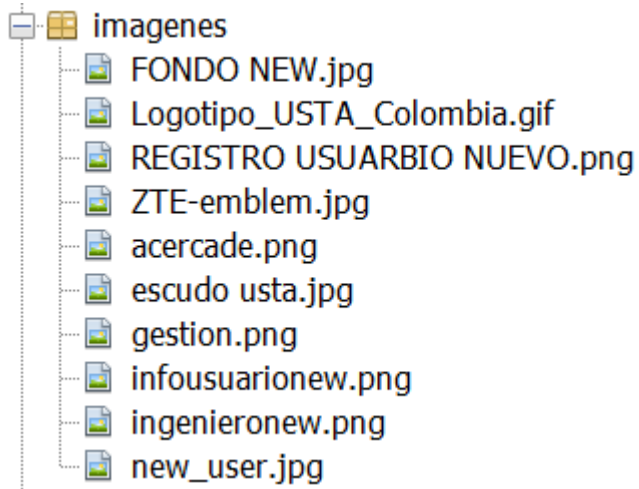 imagenes
FONDO NEW.jpg
Logotipo_USTA_Colombia.gif
REGISTRO USUARBIO NUEVO.png
ZTE-emblem.jpg
acercade.png
escudo usta.jpg
gestion.png
infousuarionew.png
ingenieronew.png
new_user.jpg